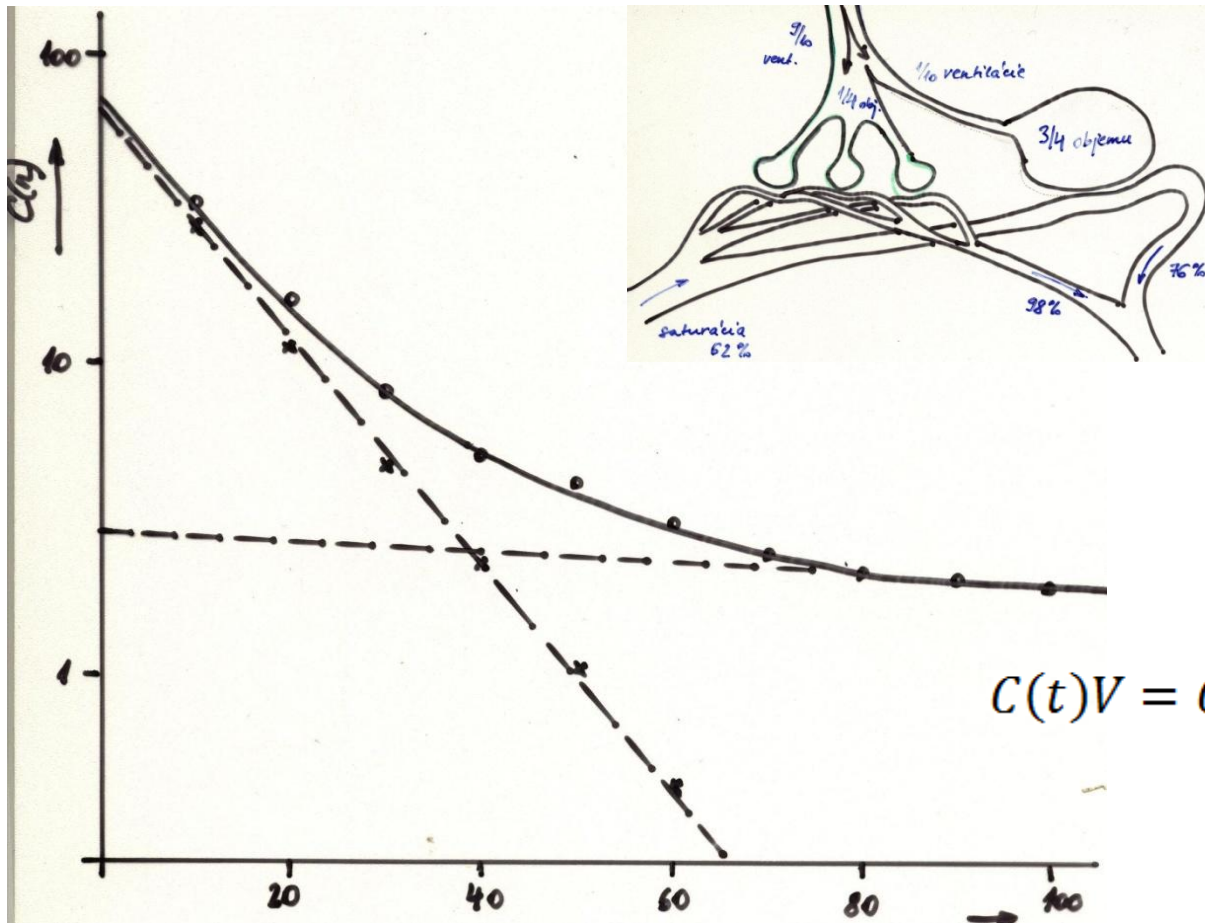 100
C(n)
10
1
20
40
60
80
100
9/10
vent.
1/10 ventilácie
1/4 obj.
3/4 objemu
76%
98%
saturácia
62%
C(t)V =